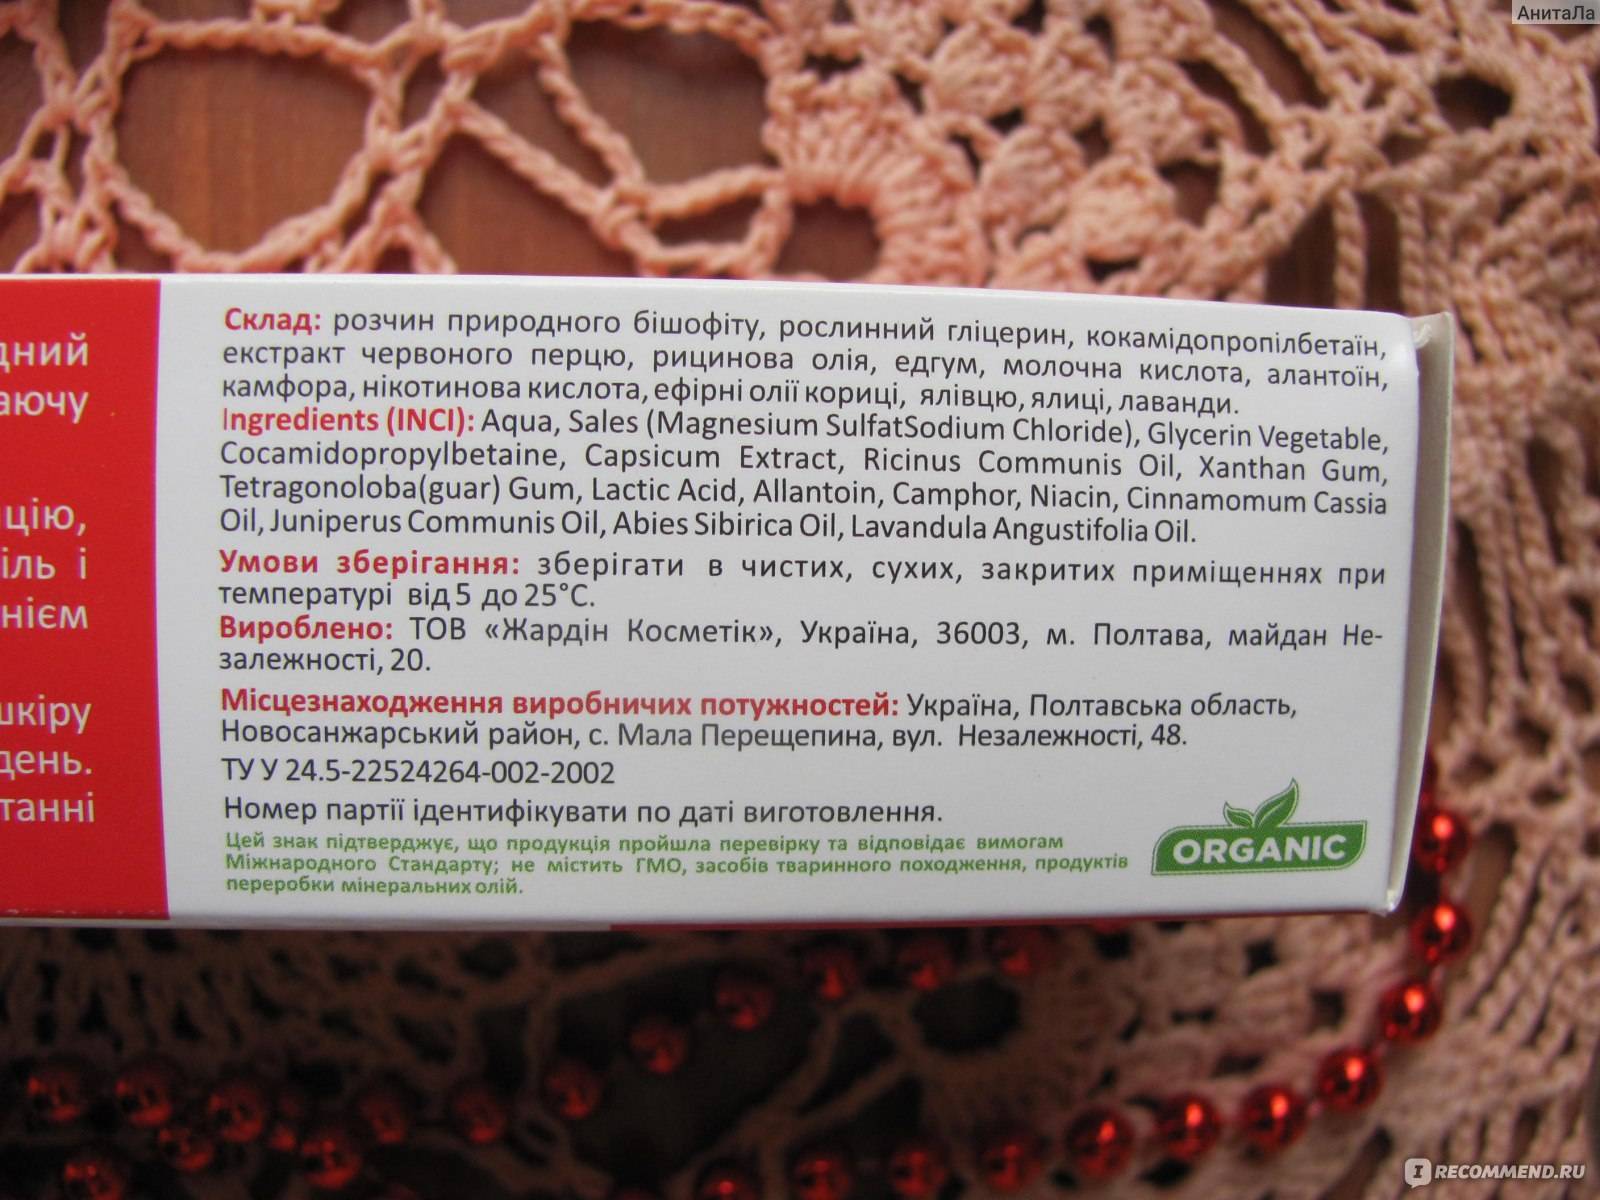 АнитаЛа
дний
аючу
цію,
іль і
нієм
шкіру
день.
танні
Склад: розчин природного бішофіту, рослинний гліцерин, кокамідопропілбетаїн,
екстракт червоного перцю, рицинова олія, едгум, молочна кислота, алантоїн,
камфора, нікотинова кислота, ефірні олії кориці, ялівцю, ялиці, лаванди.
Ingredients (INCI): Aqua, Sales (Magnesium SulfatSodium Chloride), Glycerin Vegetable,
Cocamidopropylbetaine, Capsicum Extract, Ricinus Communis Oil, Xanthan Gum,
Tetragonoloba(guar) Gum, Lactic Acid, Allantoin, Camphor, Niacin, Cinnamomum Cassia
Oil, Juniperus Communis Oil, Abies Sibirica Oil, Lavandula Angustifolia Oil.
Умови зберігання: зберігати в чистих, сухих, закритих приміщеннях при
температурі від 5 до 25°С.
Вироблено: ТОВ «Жардін Косметік», Україна, 36003, м. Полтава, майдан Не-
залежності, 20.
Місцезнаходження виробничих потужностей: Україна, Полтавська область,
Новосанжарський район, с. Мала Перещепина, вул. Незалежності, 48.
ТУ У 24.5-22524264-002-2002
Номер партії ідентифікувати по даті виготовлення.
Цей знак підтверджує, що продукція пройшла перевірку та відповідає вимогам
Міжнародного Стандарту; не містить ГМО, засобів тваринного походження, продуктів
переробки мінеральних олій.
ORGANIC
IRECOMMEND.RU